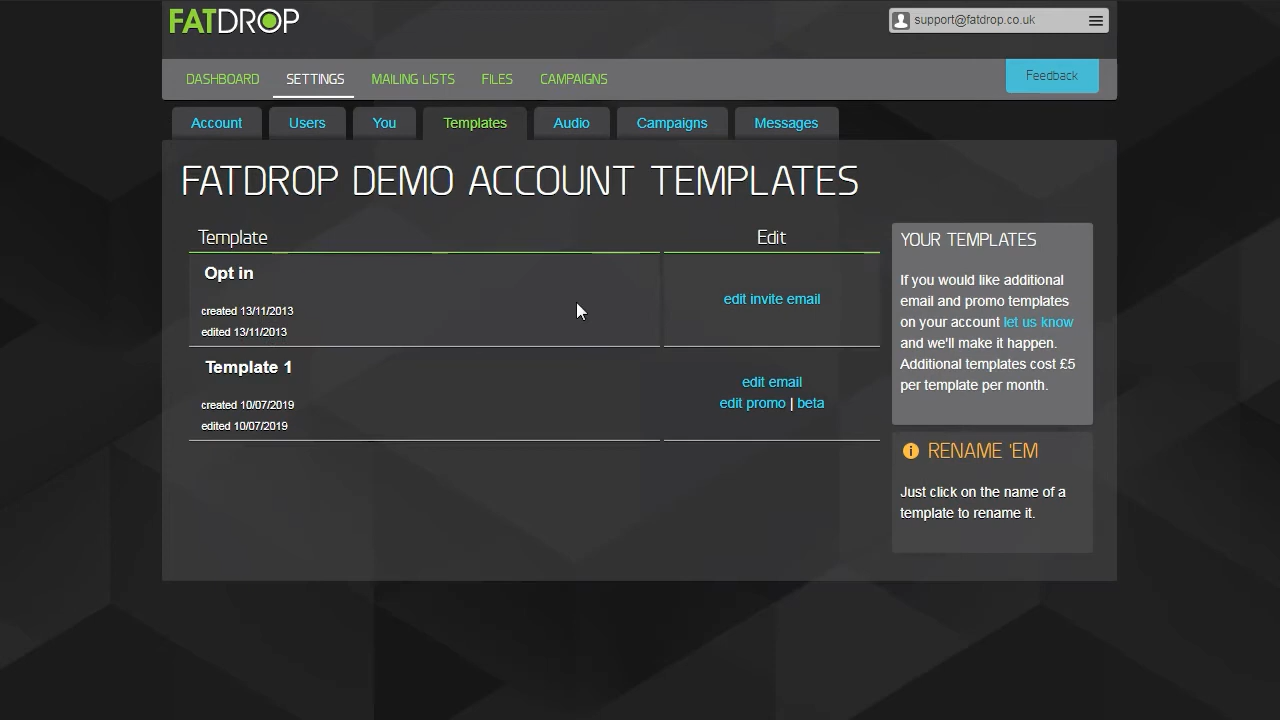 FATDROP
support@fatdrop.co.uk
DASHBOARD SETTINGS MAILING LISTS FILES CAMPAIGNS
Feedback
Account Users You Templates Audio Campaigns Messages
FATDROP DEMO ACCOUNT TEMPLATES
Template Edit
Opt in
created 13/11/2013
edited 13/11/2013
edit invite email
Template 1
created 10/07/2019
edited 10/07/2019
edit email
edit promo | beta
YOUR TEMPLATES
If you would like additional
email and promo templates
on your account let us know
and we'll make it happen.
Additional templates cost £5
per template per month.
i RENAME 'EM
Just click on the name of a
template to rename it.